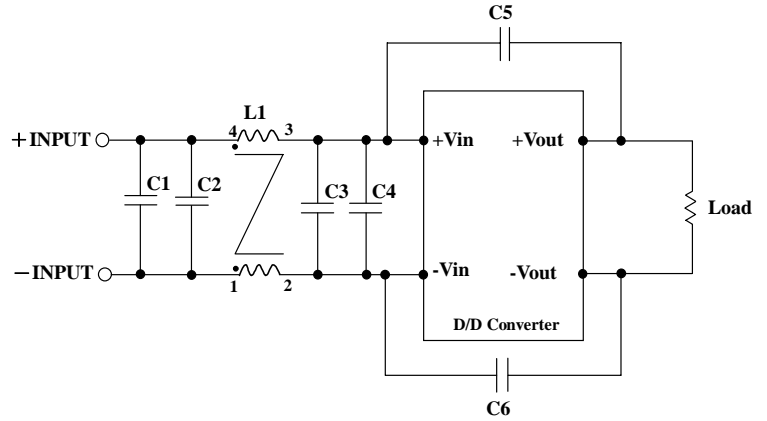 C5
L1
4 3
+INPUT
+Vin +Vout
C1 C2 C3 C4
Load
−INPUT
-Vin -Vout
1 2
D/D Converter
C6